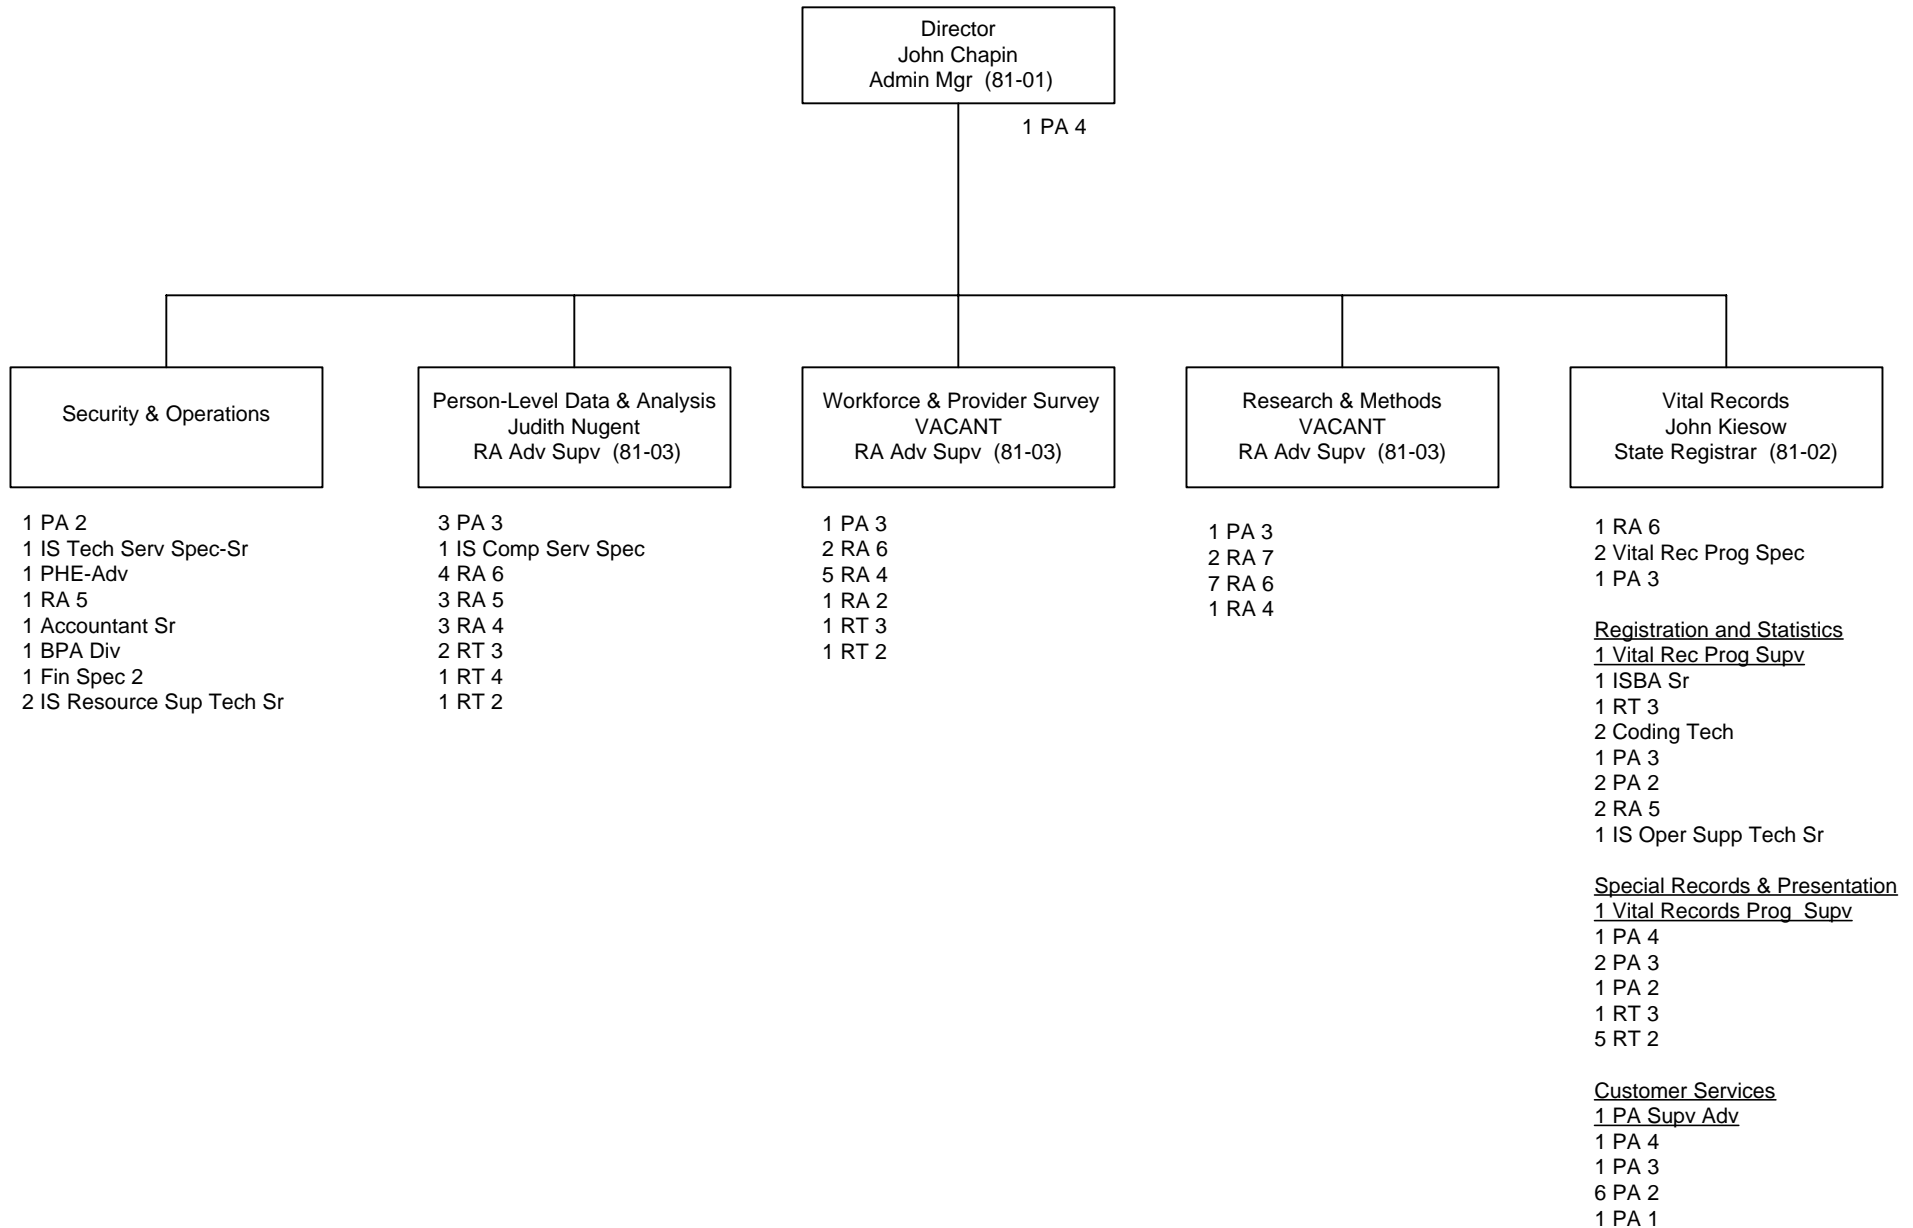 Director
John Chapin
Admin Mgr (81-01)
1 PA 4
Security & Operations
1 PA 2
1 IS Tech Serv Spec-Sr
1 PHE-Adv
1 RA 5
1 Accountant Sr
1 BPA Div
1 Fin Spec 2
2 IS Resource Sup Tech Sr
Person-Level Data & Analysis
Judith Nugent
RA Adv Supv (81-03)
3 PA 3
1 IS Comp Serv Spec
4 RA 6
3 RA 5
3 RA 4
2 RT 3
1 RT 4
1 RT 2
Workforce & Provider Survey
VACANT
RA Adv Supv (81-03)
1 PA 3
2 RA 6
5 RA 4
1 RA 2
1 RT 3
1 RT 2
Research & Methods
VACANT
RA Adv Supv (81-03)
1 PA 3
2 RA 7
7 RA 6
1 RA 4
Vital Records
John Kiesow
State Registrar (81-02)
1 RA 6
2 Vital Rec Prog Spec
1 PA 3
Registration and Statistics
1 Vital Rec Prog Supv
1 ISBA Sr
1 RT 3
2 Coding Tech
1 PA 3
2 PA 2
2 RA 5
1 IS Oper Supp Tech Sr
Special Records & Presentation
1 Vital Records Prog Supv
1 PA 4
2 PA 3
1 PA 2
1 RT 3
5 RT 2
Customer Services
1 PA Supv Adv
1 PA 4
1 PA 3
6 PA 2
1 PA 1